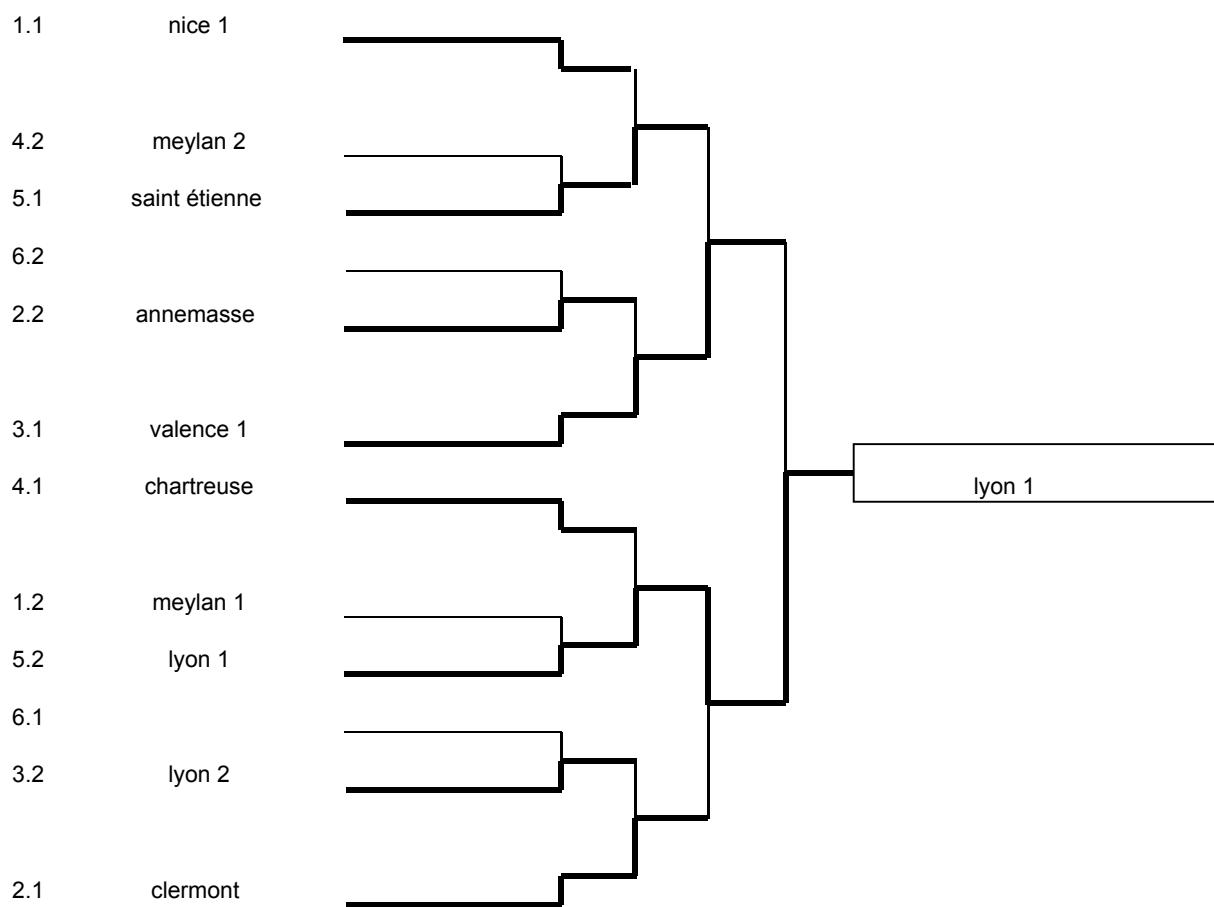 1.1 nice 1
4.2 meylan 2
5.1 saint étienne
6.2
2.2 annemasse
3.1 valence 1
4.1 chartreuse
lyon 1
1.2 meylan 1
5.2 lyon 1
6.1
3.2 lyon 2
2.1 clermont